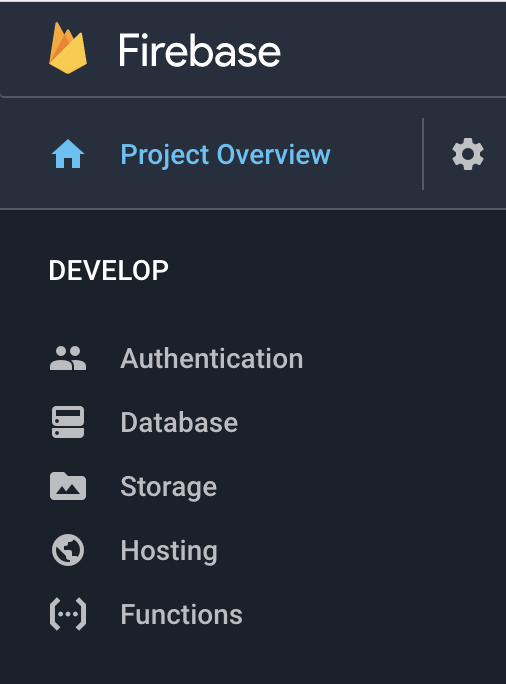 Firebase
Project Overview
DEVELOP
Authentication
Database
Storage
Hosting
Functions